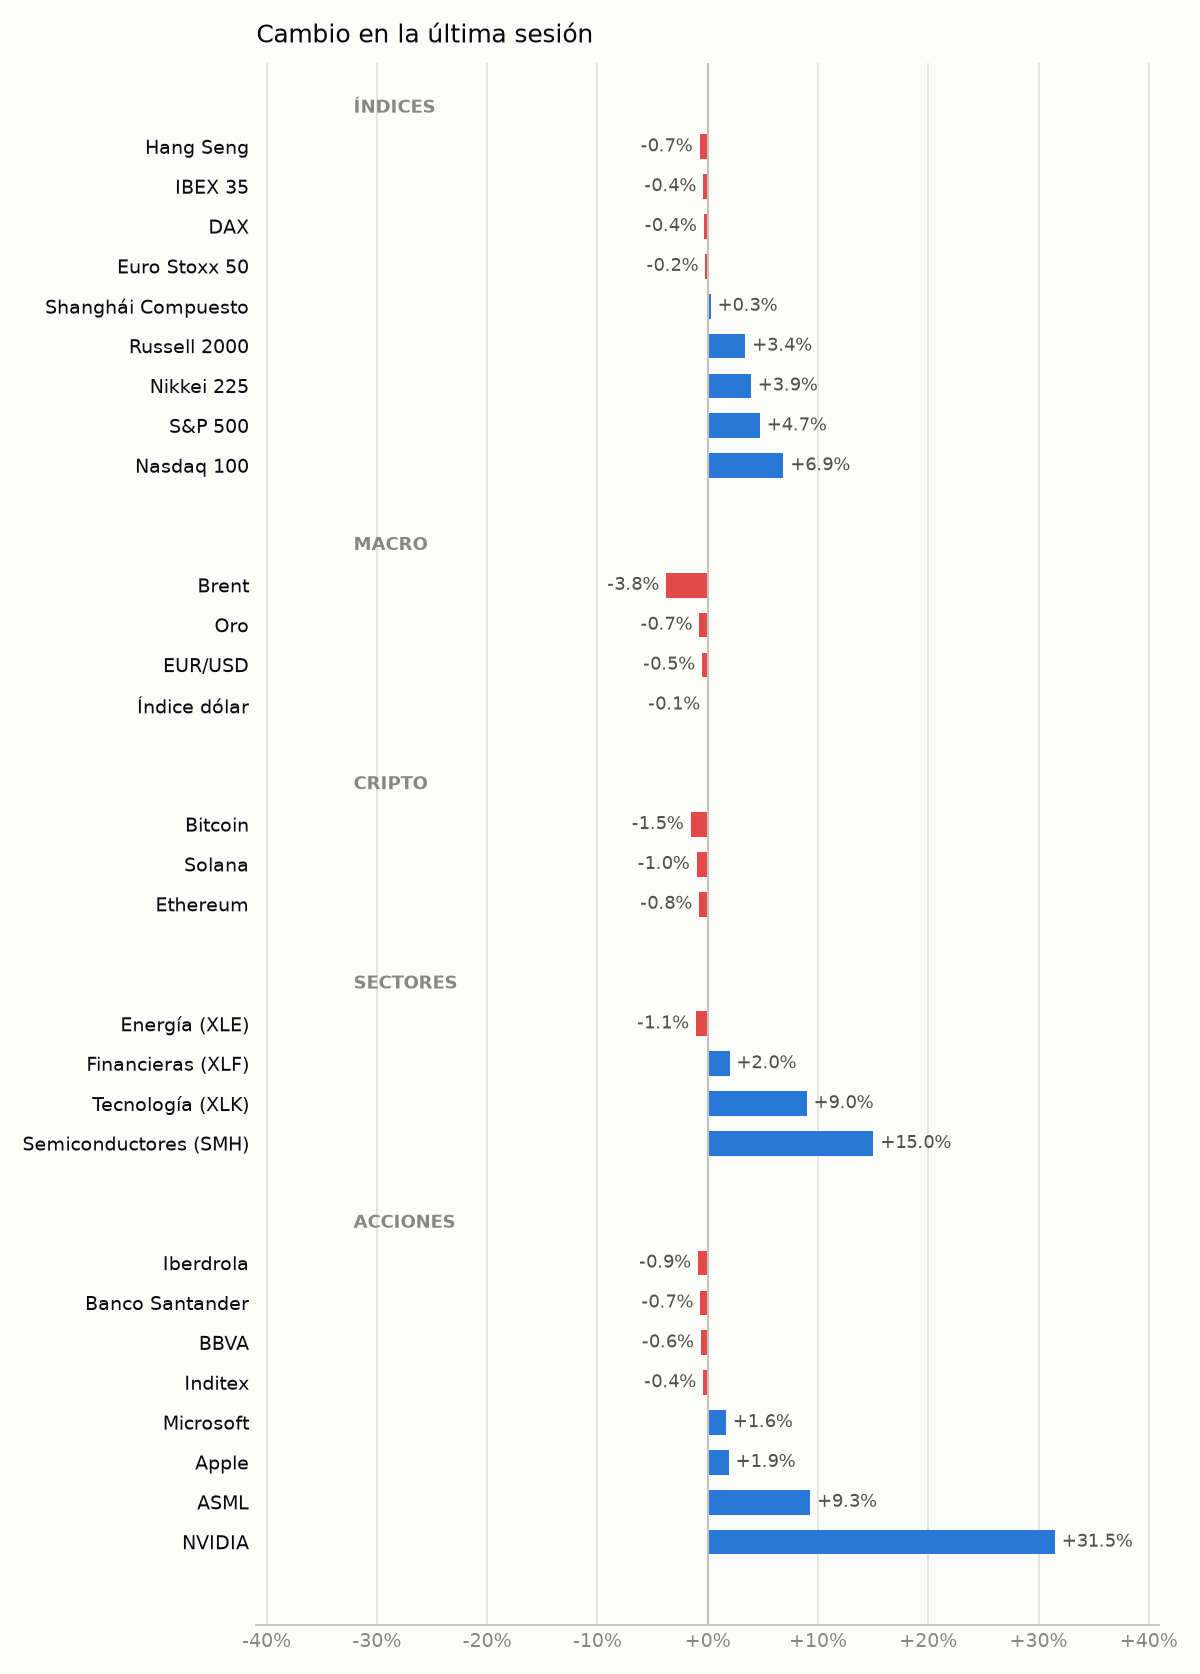 Cambio en la última sesión
ÍNDICES
Hang Seng -0.7%
IBEX 35 -0.4%
DAX -0.4%
Euro Stoxx 50 -0.2%
Shanghái Compuesto +0.3%
Russell 2000 +3.4%
Nikkei 225 +3.9%
S&P 500 +4.7%
Nasdaq 100 +6.9%
MACRO
Brent -3.8%
Oro -0.7%
EUR/USD -0.5%
Índice dólar -0.1%
CRIPTO
Bitcoin -1.5%
Solana -1.0%
Ethereum -0.8%
SECTORES
Energía (XLE) -1.1%
Financieras (XLF) +2.0%
Tecnología (XLK) +9.0%
Semiconductores (SMH) +15.0%
ACCIONES
Iberdrola -0.9%
Banco Santander -0.7%
BBVA -0.6%
Inditex -0.4%
Microsoft +1.6%
Apple +1.9%
ASML +9.3%
NVIDIA +31.5%
-40% -30% -20% -10% +0% +10% +20% +30% +40%